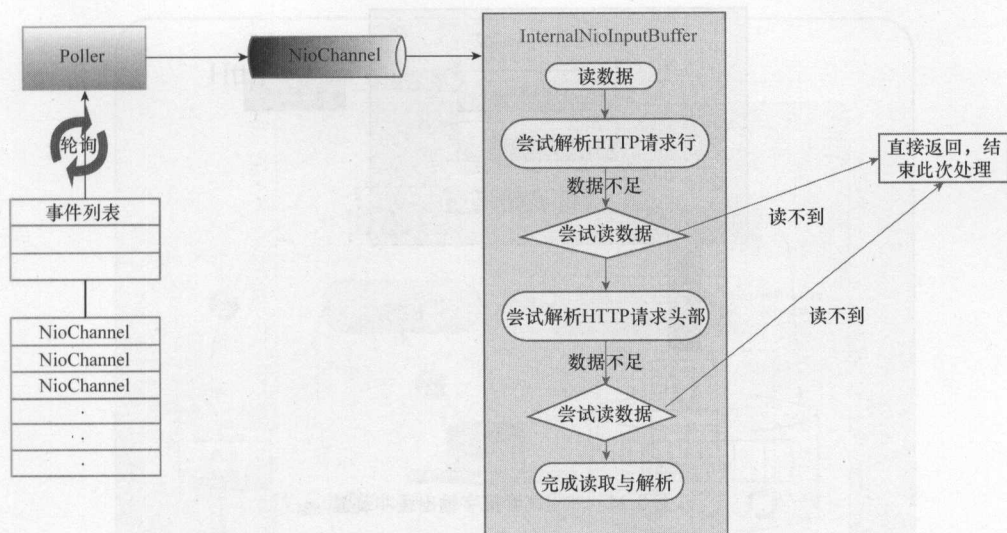 Poller
NioChannel
InternalNioInputBuffer
读数据
轮询
尝试解析HTTP请求行
直接返回，结
束此次处理
数据不足
事件列表
尝试读数据
读不到
尝试解析HTTP请求头部
读不到
NioChannel
NioChannel
NioChannel
数据不足
尝试读数据
完成读取与解析